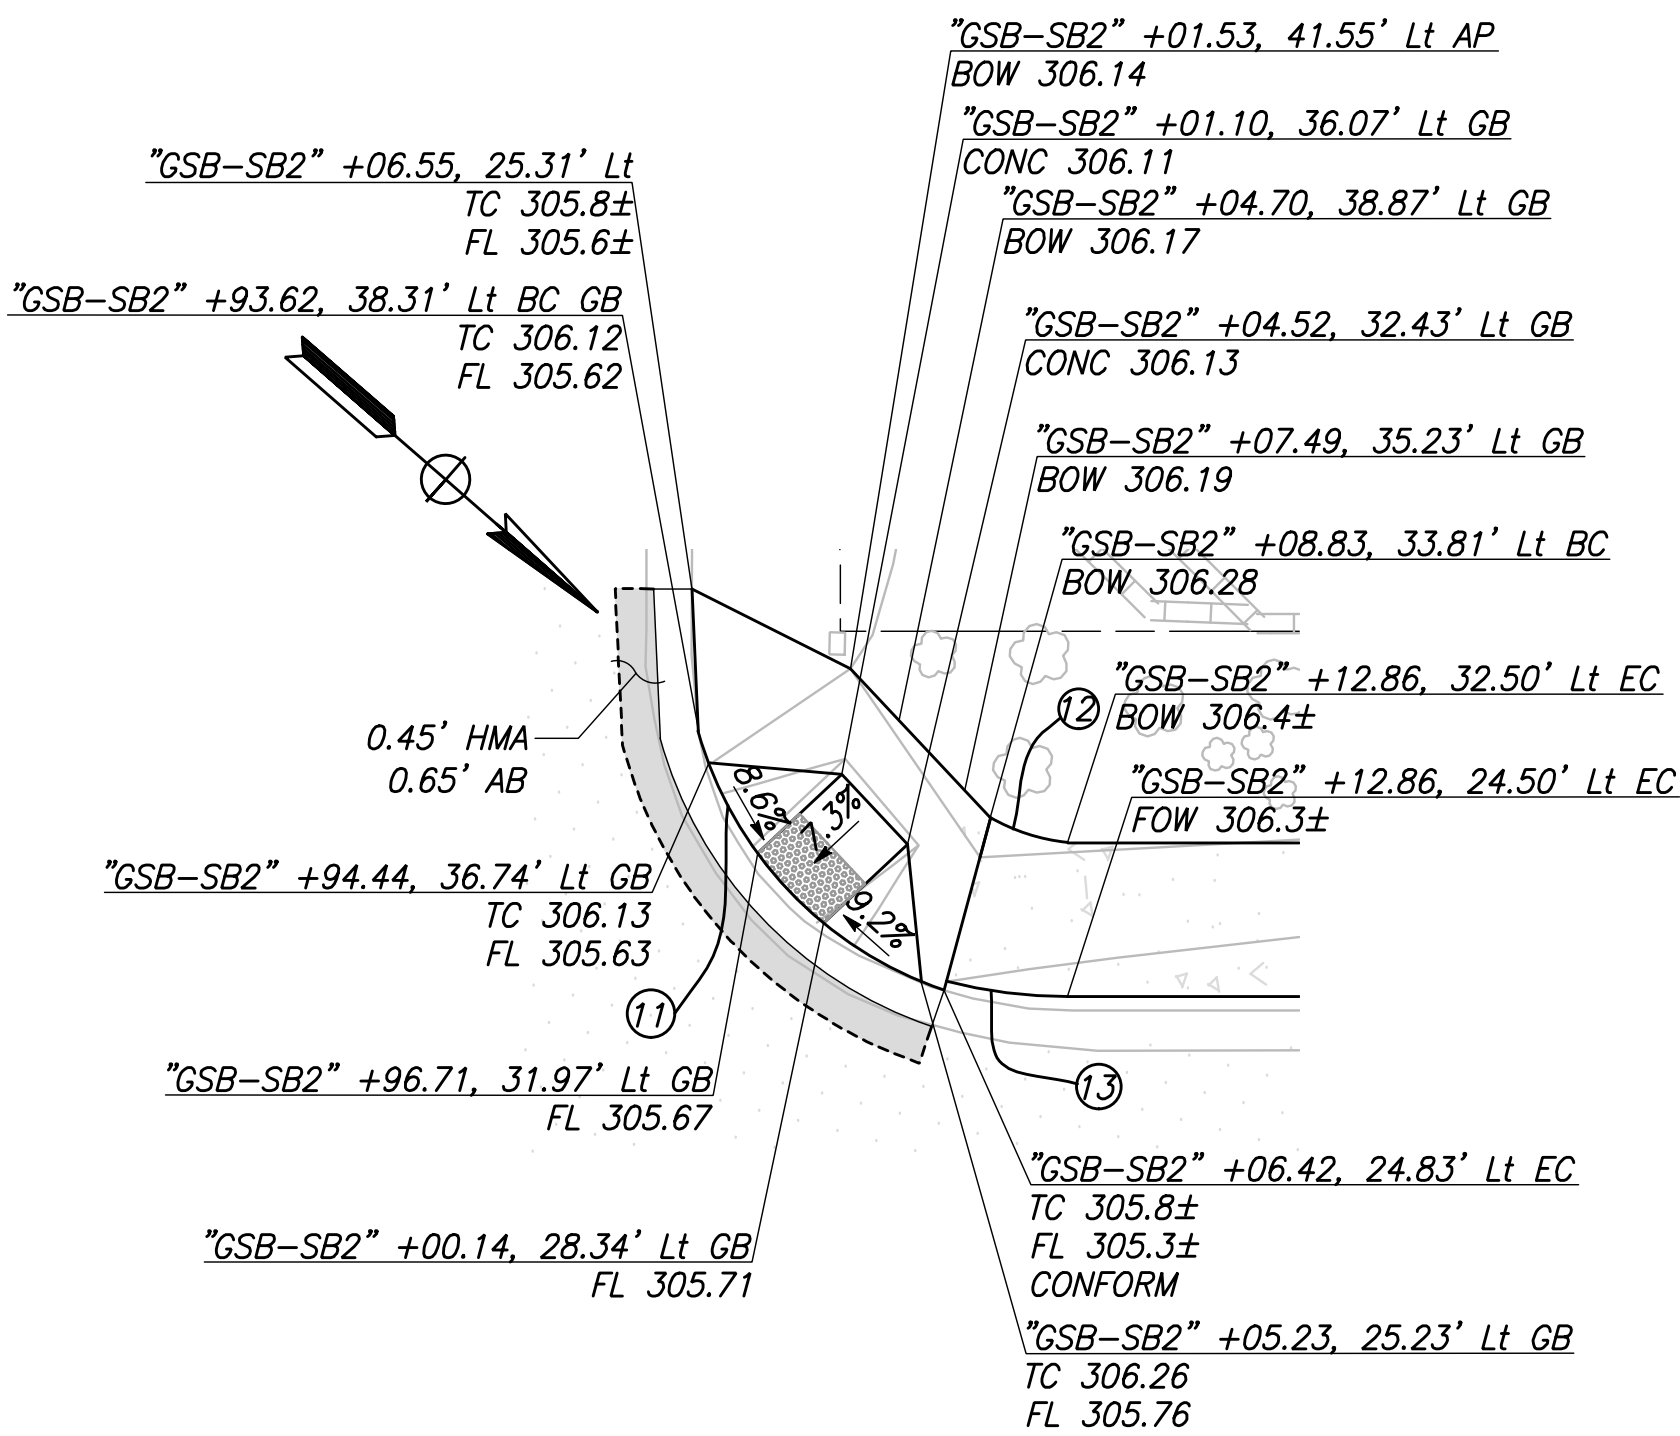 "GSB-SB2" +01.53, 41.55' Lt AP
BOW 306.14
"GSB-SB2" +01.10, 36.07' Lt GB
CONC 306.11
"GSB-SB2" +06.55, 25.31' Lt
TC 305.8±
FL 305.6±
"GSB-SB2" +04.70, 38.87' Lt GB
BOW 306.17
"GSB-SB2" +93.62, 38.31' Lt BC GB
TC 306.12
FL 305.62
"GSB-SB2" +04.52, 32.43' Lt GB
CONC 306.13
"GSB-SB2" +07.49, 35.23' Lt GB
BOW 306.19
"GSB-SB2" +08.83, 33.81' Lt BC
BOW 306.28
"GSB-SB2" +12.86, 32.50' Lt EC
BOW 306.4±
12
0.45' HMA
0.65' AB
"GSB-SB2" +12.86, 24.50' Lt EC
FOW 306.3±
8.6%
7.3%
9.2%
"GSB-SB2" +94.44, 36.74' Lt GB
TC 306.13
FL 305.63
11
13
"GSB-SB2" +96.71, 31.97' Lt GB
FL 305.67
"GSB-SB2" +06.42, 24.83' Lt EC
TC 305.8±
FL 305.3±
CONFORM
"GSB-SB2" +00.14, 28.34' Lt GB
FL 305.71
"GSB-SB2" +05.23, 25.23' Lt GB
TC 306.26
FL 305.76